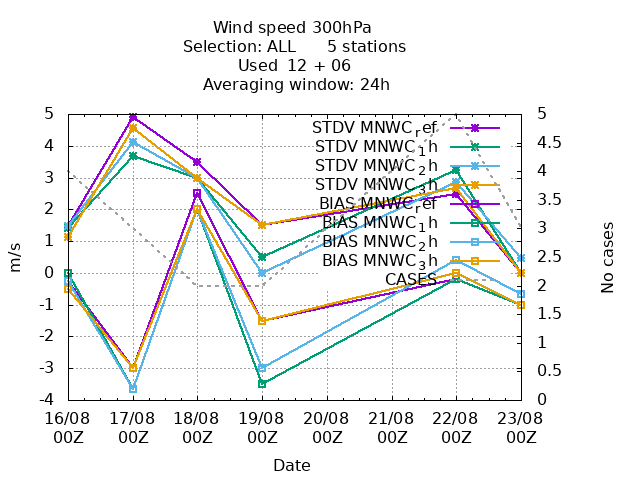 Wind speed 300hPa
Selection: ALL 5 stations
Used 12 + 06
Averaging window: 24h
5
4
3
2
1
0
-1
-2
-3
-4
m/s
5
4.5
4
3.5
3
2.5
2
1.5
1
0.5
0
No cases
STDV MNWC_ref
STDV MNWC_1h
STDV MNWC_2h
STDV MNWC_3h
BIAS MNWC_ref
BIAS MNWC_1h
BIAS MNWC_2h
BIAS MNWC_3h
CASES
16/08 17/08 18/08 19/08 20/08 21/08 22/08 23/08
00Z 00Z 00Z 00Z 00Z 00Z 00Z 00Z
Date